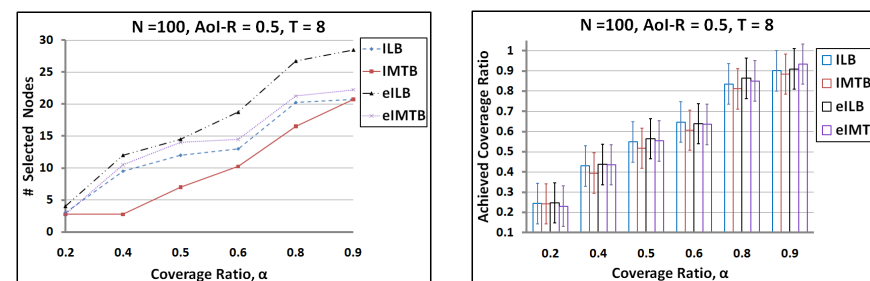 N =100, AoI-R = 0.5, T = 8
30
25
20
15
10
5
0
# Selected Nodes
0.2 0.4 0.5 0.6 0.8 0.9
Coverage Ratio, α
ILB
IMTB
eILB
eIMTB
N =100, AoI-R = 0.5, T = 8
1
0.9
0.8
0.7
0.6
0.5
0.4
0.3
0.2
0.1
Achieved Coveraege Ratio
0.2 0.4 0.5 0.6 0.8 0.9
Coverage Ratio, α
ILB
IMTB
eILB
eIMT